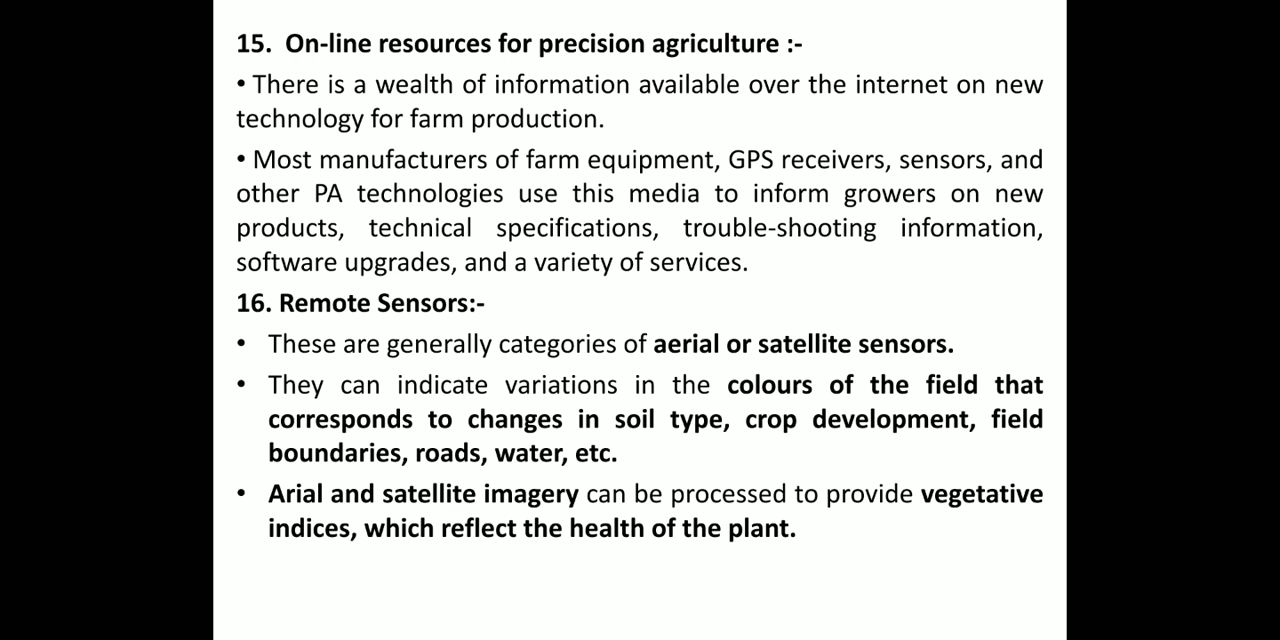 15. On-line resources for precision agriculture :-
• There is a wealth of information available over the internet on new
technology for farm production.
• Most manufacturers of farm equipment, GPS receivers, sensors, and
other PA technologies use this media to inform growers on new
products, technical specifications, trouble-shooting information,
software upgrades, and a variety of services.
16. Remote Sensors:-
• These are generally categories of aerial or satellite sensors.
• They can indicate variations in the colours of the field that
corresponds to changes in soil type, crop development, field
boundaries, roads, water, etc.
• Arial and satellite imagery can be processed to provide vegetative
indices, which reflect the health of the plant.